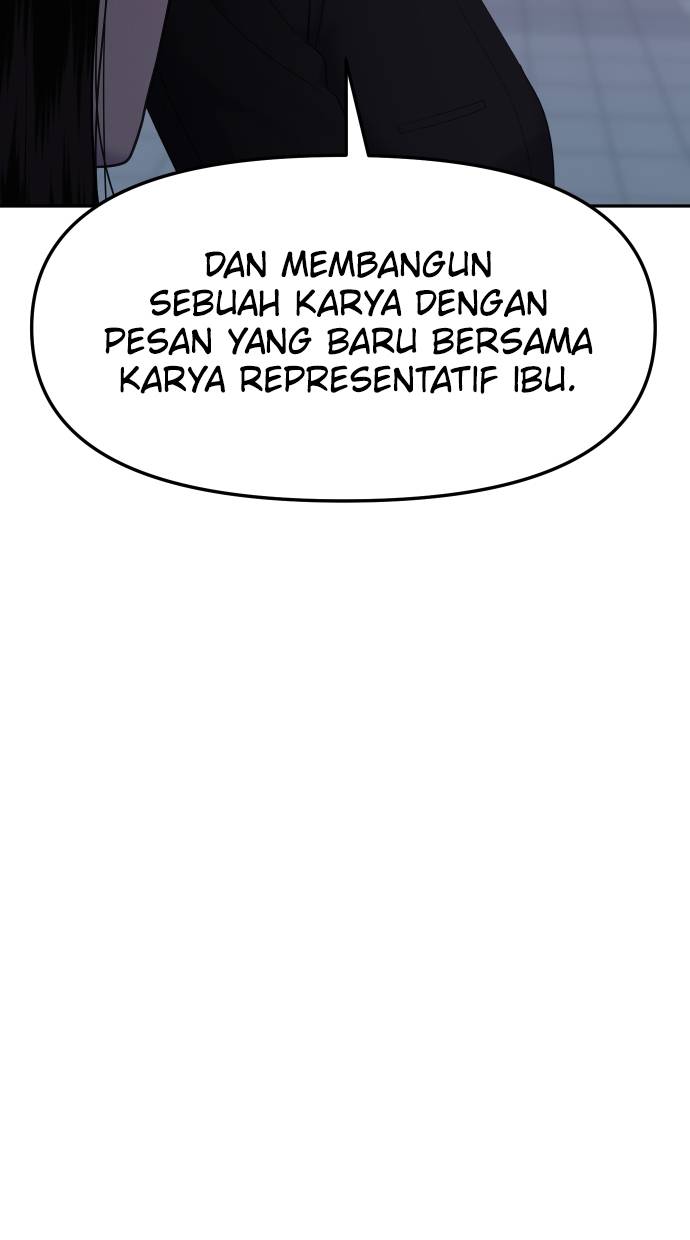 DAN MEMBANGUN
SEBUAH KARYA DENGAN
PESAN YANG BARU BERSAMA
KARYA REPRESENTATIF IBU.